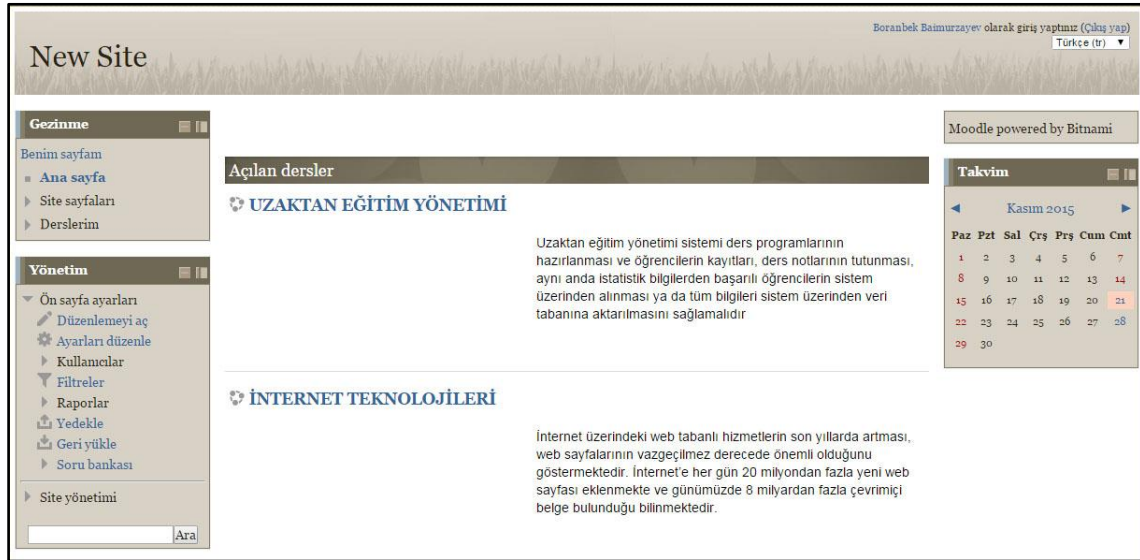 Boranbek Baimurzayev olarak giriş yaptınız (Çıkış yap)
Türkçe (tr)
New Site
Gezinme
Benim sayfam
Ana sayfa
Site sayfaları
Derslerim
Yönetim
Ön sayfa ayarları
Düzenlemeyi aç
Ayarları düzenle
Kullanıcılar
Filtreler
Raporlar
Yedekle
Geri yükle
Soru bankası
Site yönetimi
Ara
Açılan dersler
UZAKTAN EĞİTİM YÖNETİMİ
Uzaktan eğitim yönetimi sistemi ders programlarının
hazırlanması ve öğrencilerin kayıtları, ders notlarının tutunması,
aynı anda istatistik bilgilerden başarılı öğrencilerin sistem
üzerinden alınması ya da tüm bilgileri sistem üzerinden veri
tabanına aktarılmasını sağlamalıdır
İNTERNET TEKNOLOJİLERİ
İnternet üzerindeki web tabanlı hizmetlerin son yıllarda artması,
web sayfalarının vazgeçilmez derecede önemli olduğunu
göstermektedir. İnternet'e her gün 20 milyondan fazla yeni web
sayfası eklenmekte ve günümüzde 8 milyardan fazla çevrimiçi
belge bulunduğu bilinmektedir.
Moodle powered by Bitnami
Takvim
Kasım 2015
Paz Pzt Sal Çrş Prş Cum Cmt
1 2 3 4 5 6 7
8 9 10 11 12 13 14
15 16 17 18 19 20 21
22 23 24 25 26 27 28
29 30